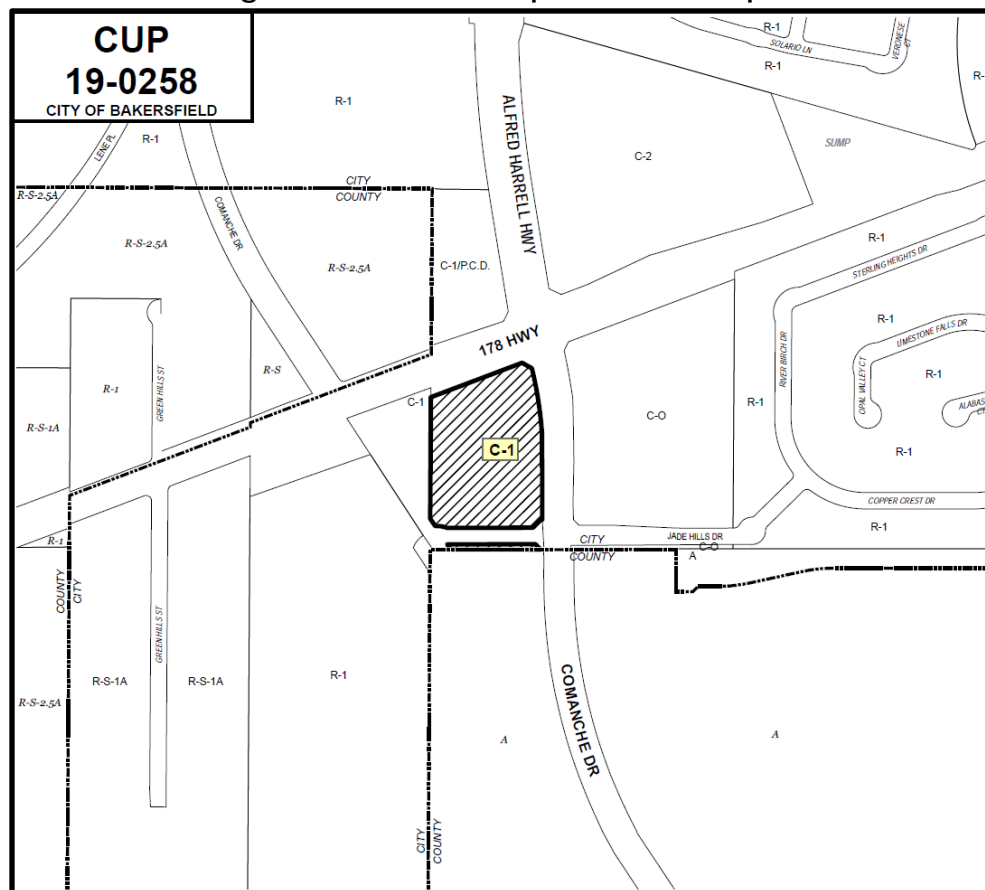 CUP
19-0258
CITY OF BAKERSFIELD
R-1
SOLARIO LN
VERONESE CT
R-1
R-1
ALFRED HARRELL HWY
C-2
SUMP
LENE PL
R-1
CITY
COUNTY
R-S-2.5A
COMANCHE DR
R-S-2.5A
R-S-2.5A
C-1/P.C.D.
R-1
STERLING HEIGHTS DR
178 HWY
R-1
LIMESTONE FALLS DR
RIVER BIRCH DR
OPAL VALLEY CT
R-1
GREEN HILLS ST
R-S
R-1
R-S-1A
C-1
C-1
C-O
R-1
R-1
COPPER CREST DR
R-1
R-1
CITY
COUNTY
JADE HILLS DR
C-O
A
COUNTY
CITY
GREEN HILLS ST
R-S-2.5A
R-S-1A
R-S-1A
R-1
COMANCHE DR
A
A
CITY
COUNTY